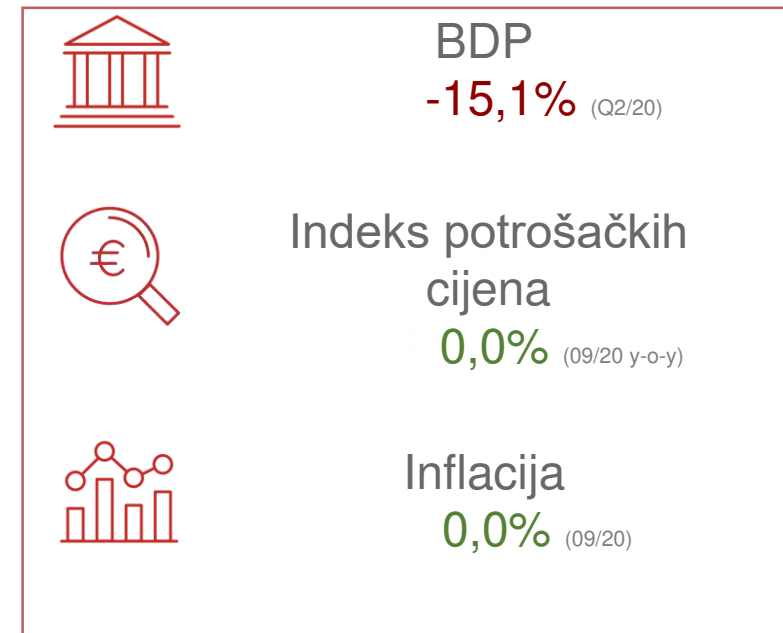 BDP
-15,1% (Q2/20)
Indeks potrošačkih
cijena
€
0,0% (09/20 y-o-y)
Inflacija
0,0% (09/20)